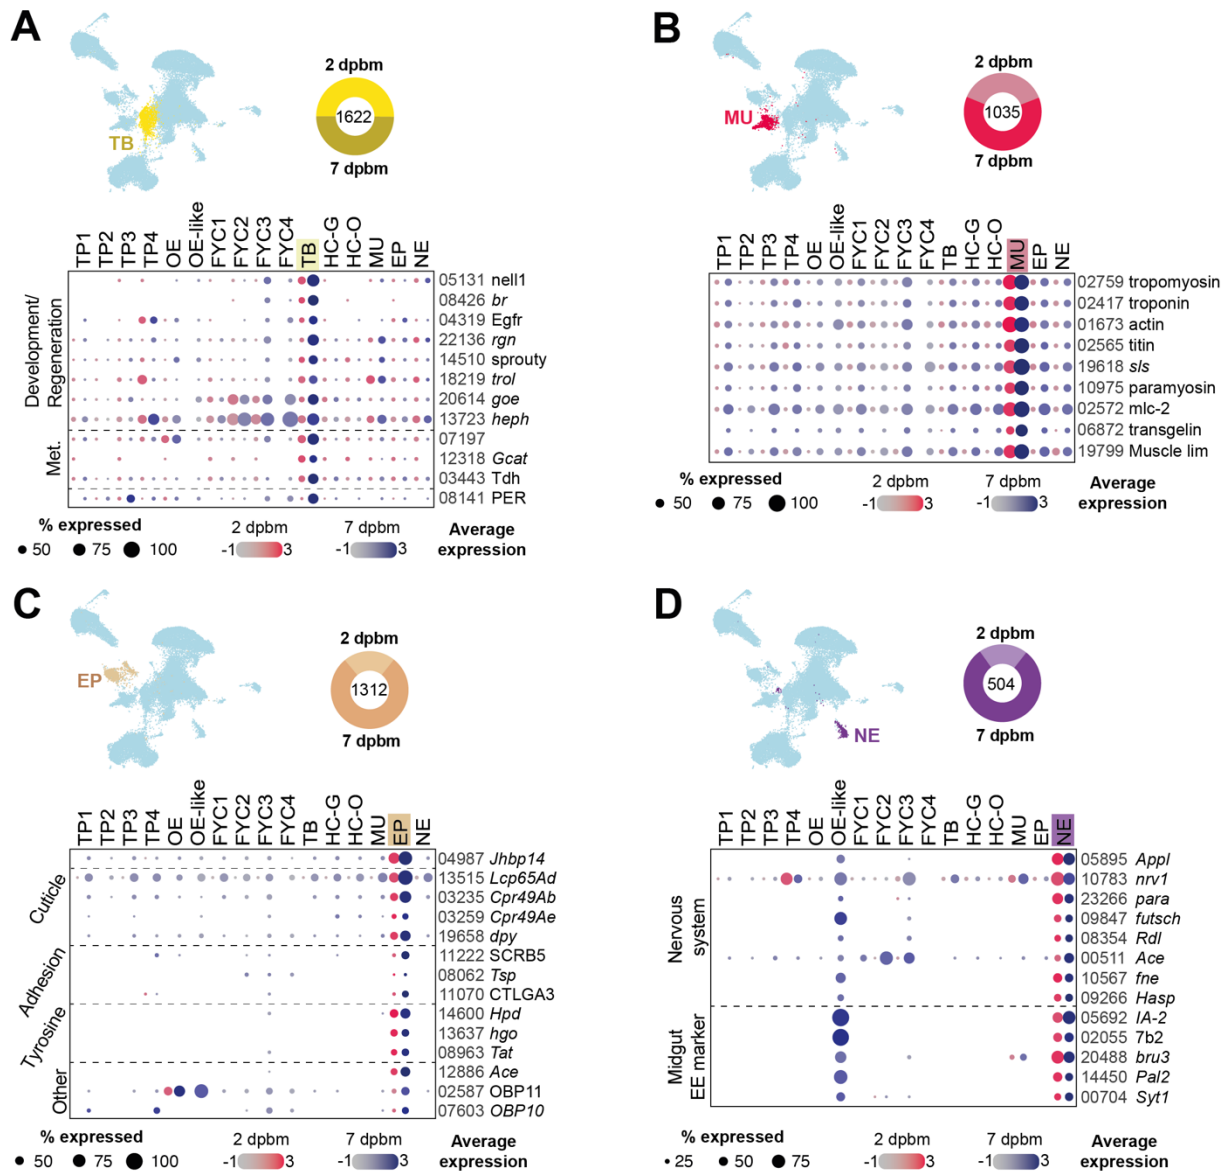 A
2 dpbm
1622
TB
7 dpbm
TP1 TP2 TP3 TP4 OE OE-like FYC1 FYC2 FYC3 FYC4 TB HC-G HC-O MU EP NE
Development/
Regeneration
Met.
05131 nell1
08426 br
04319 Egfr
22136 rgn
14510 sprouty
18219 trol
20614 goe
13723 heph
07197
12318 Gcat
03443 Tdh
08141 PER
% expressed
50 75 100
2 dpbm
-1 3
7 dpbm
-1 3
Average
expression
B
2 dpbm
1035
MU
7 dpbm
TP1 TP2 TP3 TP4 OE OE-like FYC1 FYC2 FYC3 FYC4 TB HC-G HC-O MU EP NE
02759 tropomyosin
02417 troponin
01673 actin
02565 titin
19618 sls
10975 paramyosin
02572 mlc-2
06872 transgelin
19799 Muscle lim
% expressed
50 75 100
2 dpbm
-1 3
7 dpbm
-1 3
Average
expression
C
2 dpbm
1312
EP
7 dpbm
TP1 TP2 TP3 TP4 OE OE-like FYC1 FYC2 FYC3 FYC4 TB HC-G HC-O MU EP NE
Cuticle
Adhesion
Tyrosine
Other
04987 Jhbp14
13515 Lcp65Ad
03235 Cpr49Ab
03259 Cpr49Ae
19658 dpy
11222 SCRB5
08062 Tsp
11070 CTLGA3
14600 Hpd
13637 hgo
08963 Tat
12886 Ace
02587 OBP11
07603 OBP10
% expressed
50 75 100
2 dpbm
-1 3
7 dpbm
-1 3
Average
expression
D
2 dpbm
504
NE
7 dpbm
TP1 TP2 TP3 TP4 OE OE-like FYC1 FYC2 FYC3 FYC4 TB HC-G HC-O MU EP NE
Nervous
system
Midgut
EE marker
05895 Appl
10783 nrv1
23266 para
09847 futsch
08354 Rdl
00511 Ace
10567 fne
09266 Hasp
05692 IA-2
02055 7b2
20488 bru3
14450 Pal2
00704 Syt1
% expressed
25 50 75
2 dpbm
-1 3
7 dpbm
-1 3
Average
expression